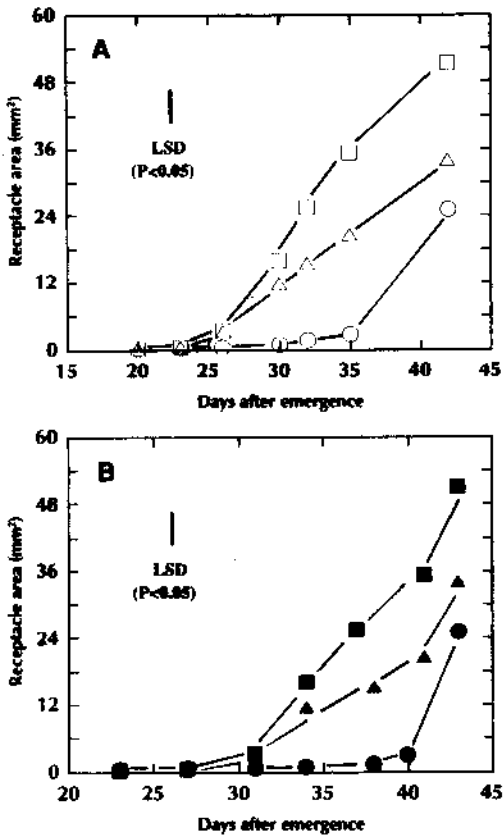 60
A
48
36
24
12
0
LSD
(P<0.05)
Receptacle area (mm²)
15 20 25 30 35 40 45
Days after emergence
60
B
48
36
24
12
0
LSD
(P<0.05)
Receptacle area (mm²)
20 25 30 35 40 45
Days after emergence